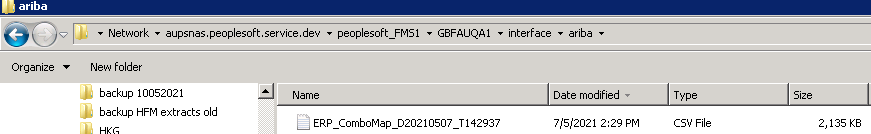 ariba
Network aupsnas.peoplesoft.service.dev peoplesoft_FMS1 GBFAUQA1 interface ariba
Organize New folder
backup 10052021
backup HFM extracts old
HKG
Name Date modified Type Size
ERP_ComboMap_D20210507_T142937 7/5/2021 2:29 PM CSV File 2,135 KB